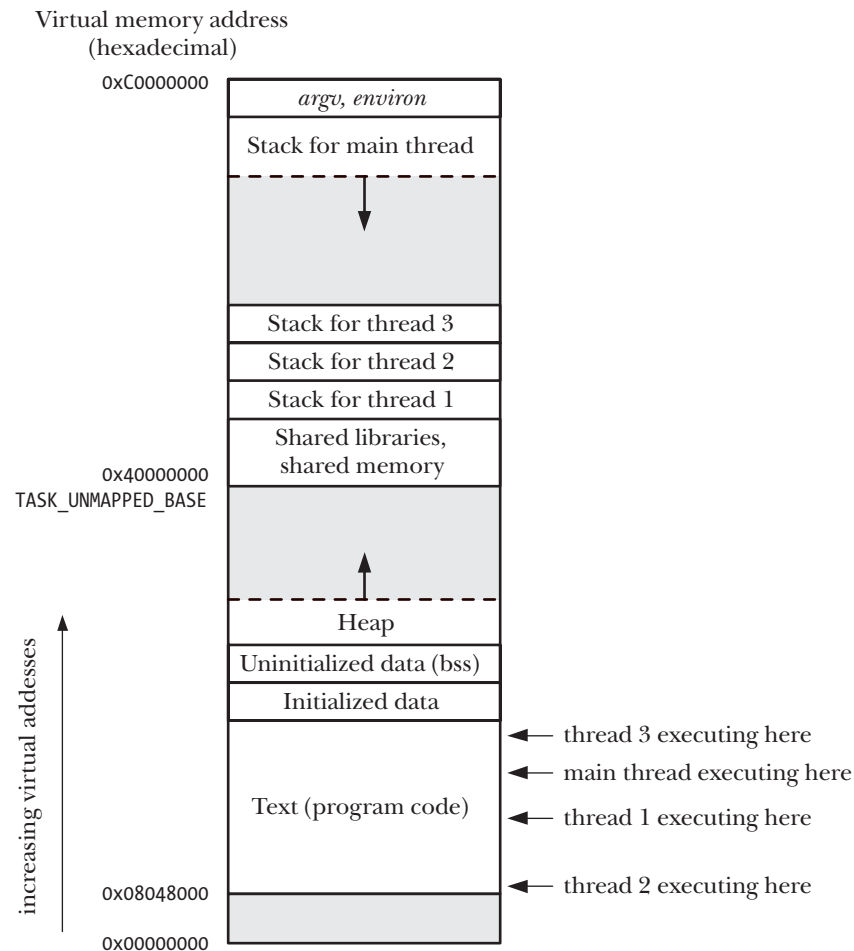 Virtual memory address
(hexadecimal)
0xC0000000
argv, environ
Stack for main thread
Stack for thread 3
Stack for thread 2
Stack for thread 1
Shared libraries,
shared memory
0x40000000
TASK_UNMAPPED_BASE
Heap
Uninitialized data (bss)
Initialized data
thread 3 executing here
main thread executing here
Text (program code)
thread 1 executing here
thread 2 executing here
0x08048000
0x00000000
increasing virtual addesses